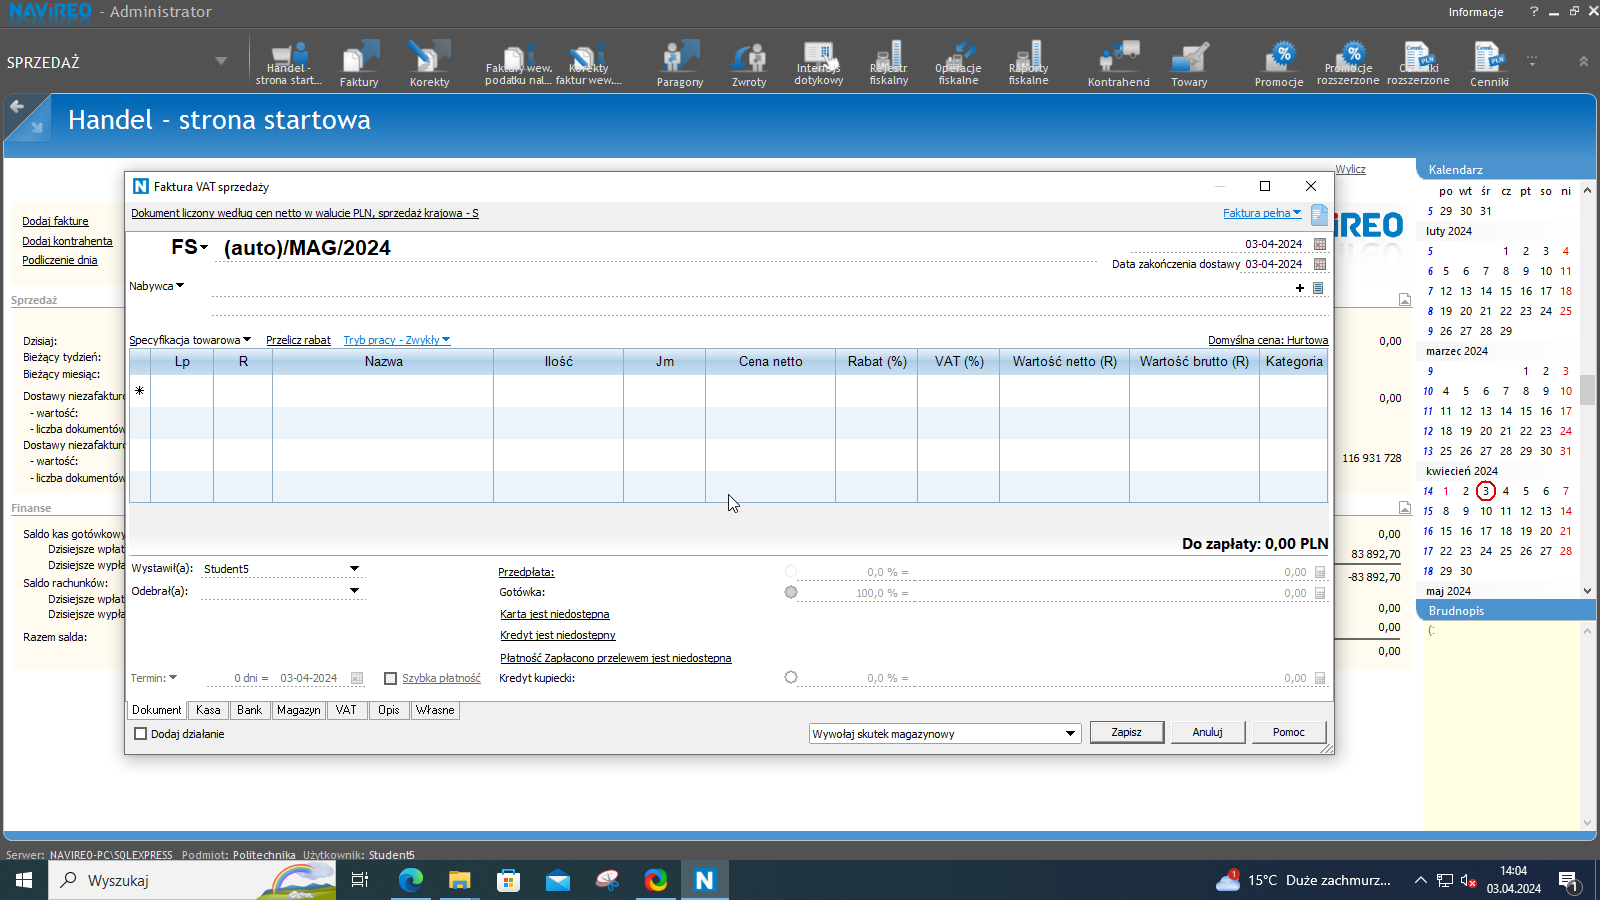 NAVIREO - Administrator
Informacje
SPRZEDAŻ
Handel - strona start...
Faktury
Korekty
Faktury wew. podatku nal...
Korekty faktur wew....
Paragony
Zwroty
Interfejs dotykowy
Rejestr fiskalny
Operacje fiskalne
Raporty fiskalne
Kontrahenci
Towary
Promocje
Promocje rozszerzone
Cenniki rozszerzone
Cenniki
Handel - strona startowa
Dodaj fakturę
Dodaj kontrahenta
Podliczenie dnia
Sprzedaż
Dzisiaj:
Bieżący tydzień:
Bieżący miesiąc:
Dostawy niezafakturo
- wartość:
- liczba dokumentów
Dostawy niezafakturo
- wartość:
- liczba dokumentów
Finanse
Saldo kas gotówkowy
Dzisiejsze wpłat
Dzisiejsze wypła
Saldo rachunków:
Dzisiejsze wpłat
Dzisiejsze wypła
Razem salda:
Wylicz
IREO
0,00
0,00
116 931 728
0,00
83 892,70
-83 892,70
0,00
0,00
0,00
Faktura VAT sprzedaży
Dokument liczony według cen netto w walucie PLN, sprzedaż krajowa - S
Faktura pełna
FS (auto)/MAG/2024
03-04-2024
Data zakończenia dostawy 03-04-2024
Nabywca
Specyfikacja towarowa Przelicz rabat Tryb pracy - Zwykły Domyślna cena: Hurtowa
Lp R Nazwa Ilość Jm Cena netto Rabat (%) VAT (%) Wartość netto (R) Wartość brutto (R) Kategoria
Do zapłaty: 0,00 PLN
Wystawił(a): Student5
Odebrał(a):
Przedpłata: 0,0 % = 0,00
Gotówka: 100,0 % = 0,00
Karta jest niedostępna
Kredyt jest niedostępny
Płatność Zapłacono przelewem jest niedostępna
Kredyt kupiecki: 0,0 % = 0,00
Termin: 0 dni = 03-04-2024 Szybka płatność
Dokument Kasa Bank Magazyn VAT Opis Własne
Dodaj działanie
Wywołaj skutek magazynowy
Zapisz Anuluj Pomoc
Kalendarz
po wt śr cz pt so ni
5 29 30 31
luty 2024
5 1 2 3 4
6 5 6 7 8 9 10 11
7 12 13 14 15 16 17 18
8 19 20 21 22 23 24 25
9 26 27 28 29
marzec 2024
9 1 2 3
10 4 5 6 7 8 9 10
11 11 12 13 14 15 16 17
12 18 19 20 21 22 23 24
13 25 26 27 28 29 30 31
kwiecień 2024
14 1 2 3 4 5 6 7
15 8 9 10 11 12 13 14
16 15 16 17 18 19 20 21
17 22 23 24 25 26 27 28
18 29 30
maj 2024
Brudnopis
(:
Serwer: NAVIREO-PC\SQLEXPRESS Podmiot: Politechnika Użytkownik: Student5
Wyszukaj
15°C Duże zachmurz...
14:04
03.04.2024